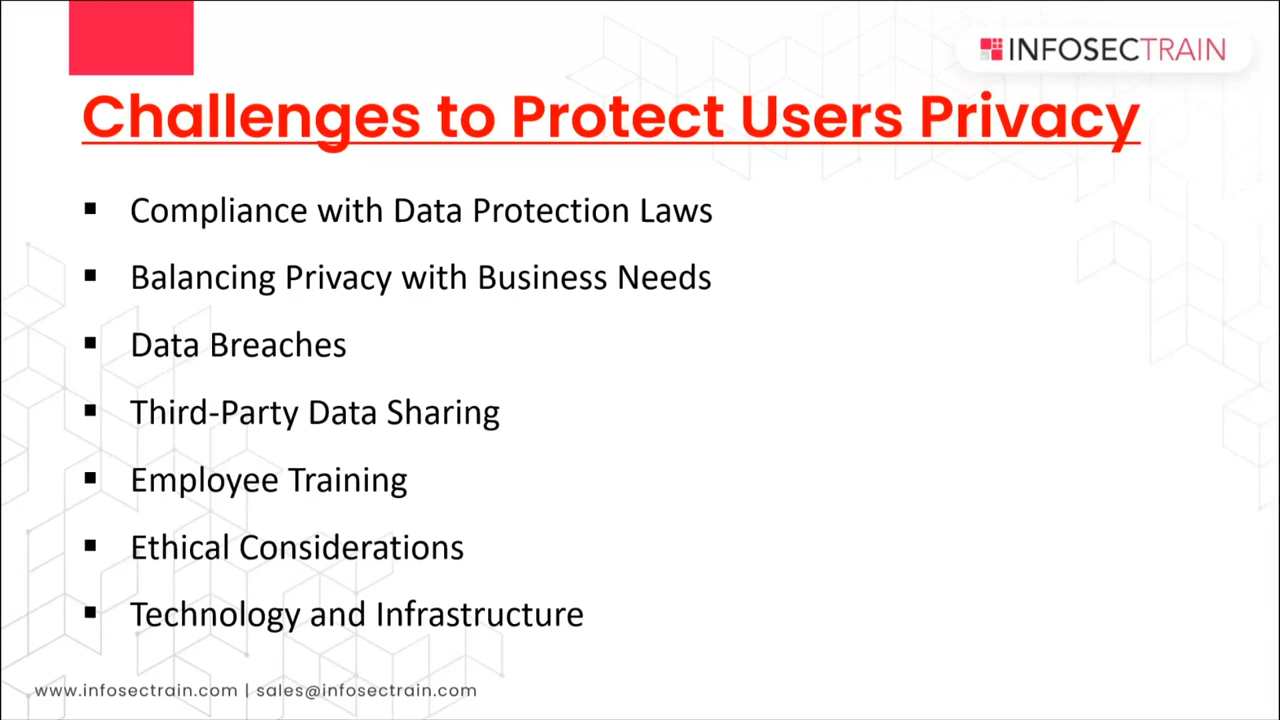 INFOSECTRAIN
Challenges to Protect Users Privacy
▪ Compliance with Data Protection Laws
▪ Balancing Privacy with Business Needs
▪ Data Breaches
▪ Third-Party Data Sharing
▪ Employee Training
▪ Ethical Considerations
▪ Technology and Infrastructure
www.infosectrain.com | sales@infosectrain.com